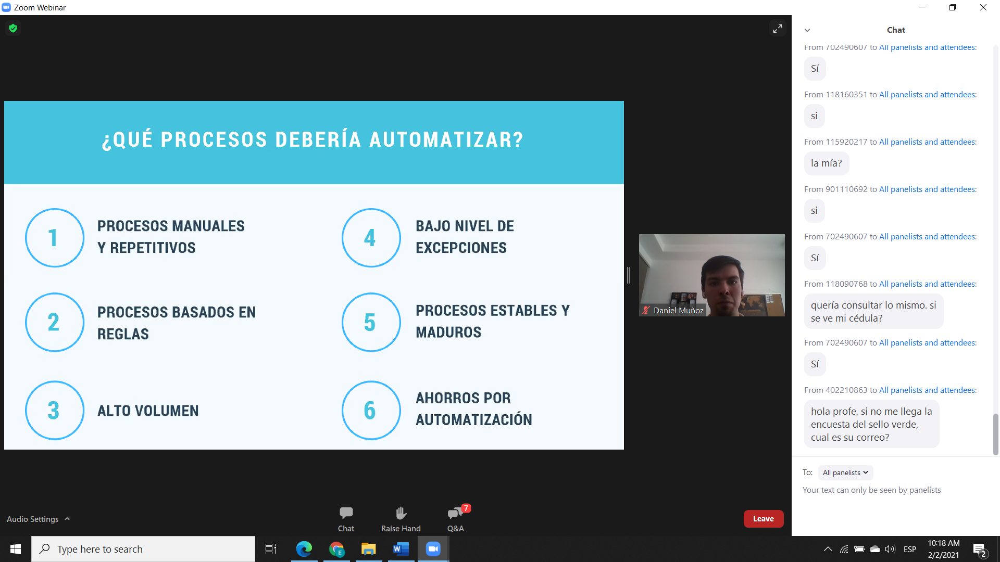 Zoom Webinar
¿QUÉ PROCESOS DEBERÍA AUTOMATIZAR?
1
PROCESOS MANUALES
Y REPETITIVOS
2
PROCESOS BASADOS EN
REGLAS
3
ALTO VOLUMEN
4
BAJO NIVEL DE
EXCEPCIONES
5
PROCESOS ESTABLES Y
MADUROS
6
AHORROS POR
AUTOMATIZACIÓN
Daniel Muñoz
Chat
From 702490607 to All panelists and attendees:
Sí
From 118160351 to All panelists and attendees:
si
From 115920217 to All panelists and attendees:
la mía?
From 901110692 to All panelists and attendees:
si
From 702490607 to All panelists and attendees:
Sí
From 118090768 to All panelists and attendees:
quería consultar lo mismo. si
se ve mi cédula?
From 702490607 to All panelists and attendees:
Sí
From 402210863 to All panelists and attendees:
hola profe, si no me llega la
encuesta del sello verde,
cual es su correo?
To: All panelists
Your text can only be seen by panelists
Audio Settings
Chat
Raise Hand
7
Q&A
Leave
Type here to search
E
W
ESP
10:18 AM
2/2/2021
2